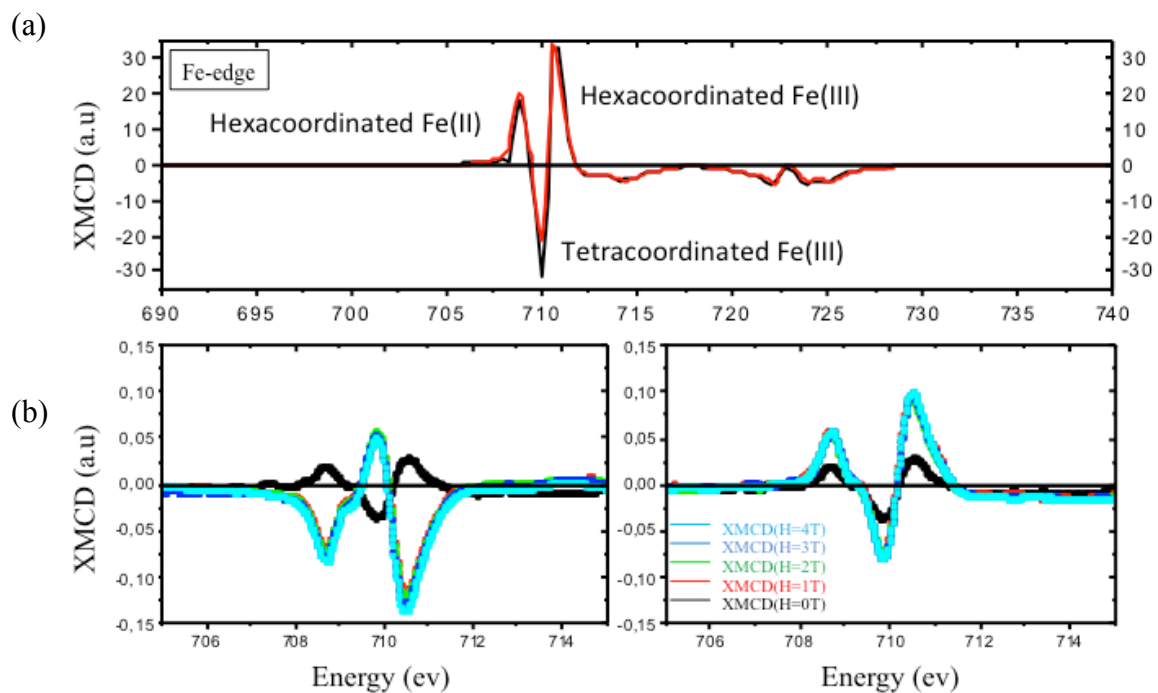 (a)
Fe-edge
XMCD (a.u)
30
20
10
0
-10
-20
-30
30
20
10
0
-10
-20
-30
Hexacoordinated Fe(II)
Hexacoordinated Fe(III)
Tetracoordinated Fe(III)
690 695 700 705 710 715 720 725 730 735 740
(b)
XMCD (a.u)
0,15
0,10
0,05
0,00
-0,05
-0,10
-0,15
706 708 710 712 714
Energy (ev)
0,15
0,10
0,05
0,00
-0,05
-0,10
-0,15
XMCD(H=4T)
XMCD(H=3T)
XMCD(H=2T)
XMCD(H=1T)
XMCD(H=0T)
706 708 710 712 714
Energy (ev)